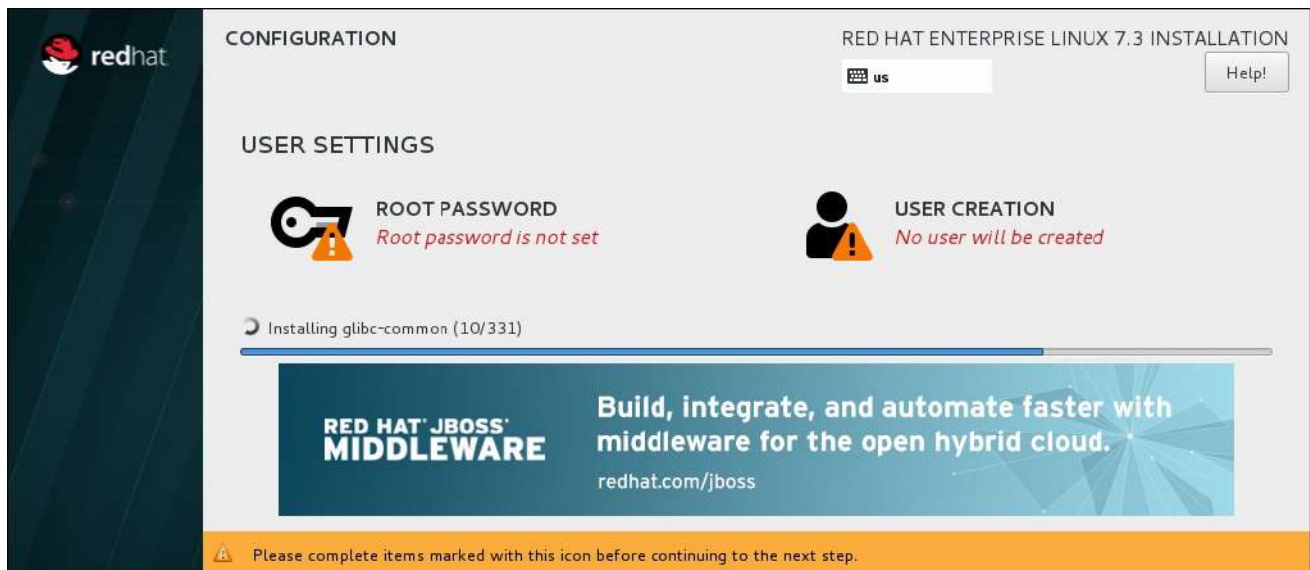 redhat
CONFIGURATION
RED HAT ENTERPRISE LINUX 7.3 INSTALLATION
us
Help!
USER SETTINGS
ROOT PASSWORD
Root password is not set
USER CREATION
No user will be created
Installing glibc-common (10/331)
RED HAT® JBOSS®
MIDDLEWARE
Build, integrate, and automate faster with
middleware for the open hybrid cloud.
redhat.com/jboss
Please complete items marked with this icon before continuing to the next step.